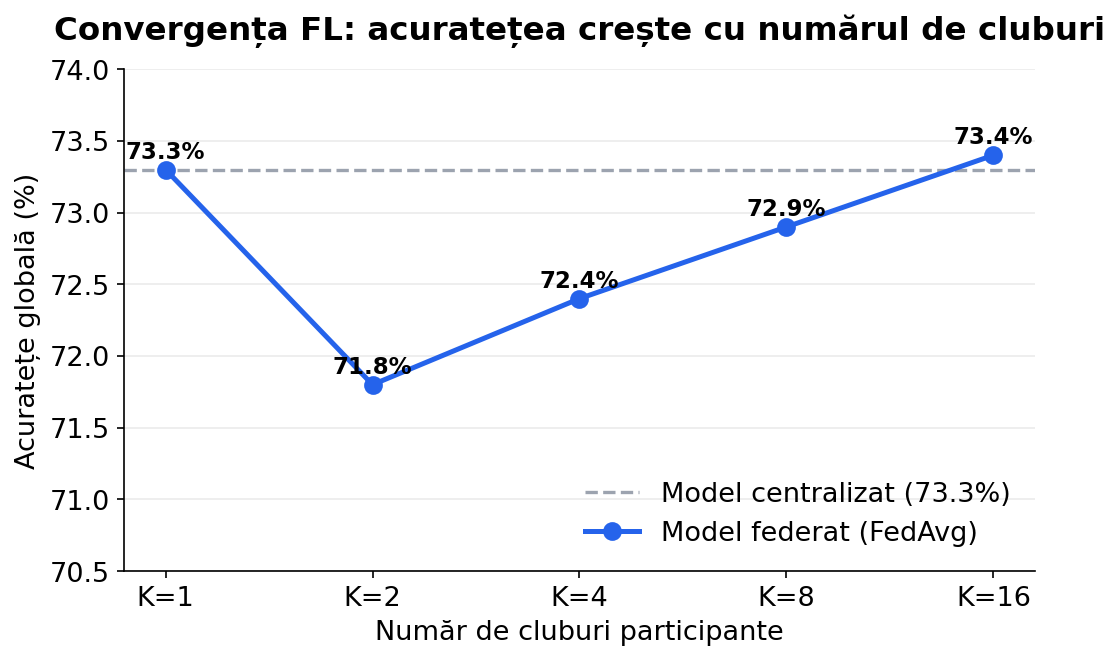 Convergența FL: acuratețea crește cu numărul de cluburi
74.0
73.5
73.0
72.5
72.0
71.5
71.0
70.5
Acuratețe globală (%)
73.3%
71.8%
72.4%
72.9%
73.4%
Model centralizat (73.3%)
Model federat (FedAvg)
K=1
K=2
K=4
K=8
K=16
Număr de cluburi participante